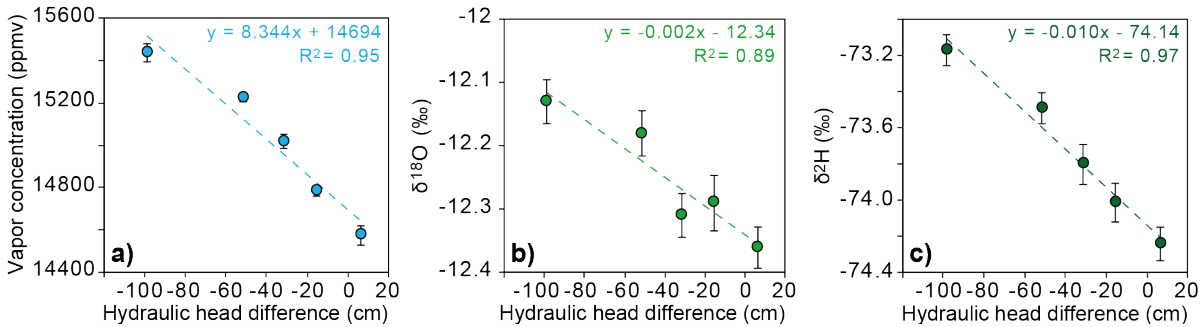 15600
15200
14800
14400
Vapor concentration (ppmv)
y = 8.344x + 14694
R²= 0.95
a)
-100 -80 -60 -40 -20 0 20
Hydraulic head difference (cm)
-12
-12.1
-12.2
-12.3
-12.4
δ¹⁸O (‰)
y = -0.002x - 12.34
R²= 0.89
b)
-100 -80 -60 -40 -20 0 20
Hydraulic head difference (cm)
-73.2
-73.6
-74.0
-74.4
δ²H (‰)
y = -0.010x - 74.14
R²= 0.97
c)
-100 -80 -60 -40 -20 0 20
Hydraulic head difference (cm)